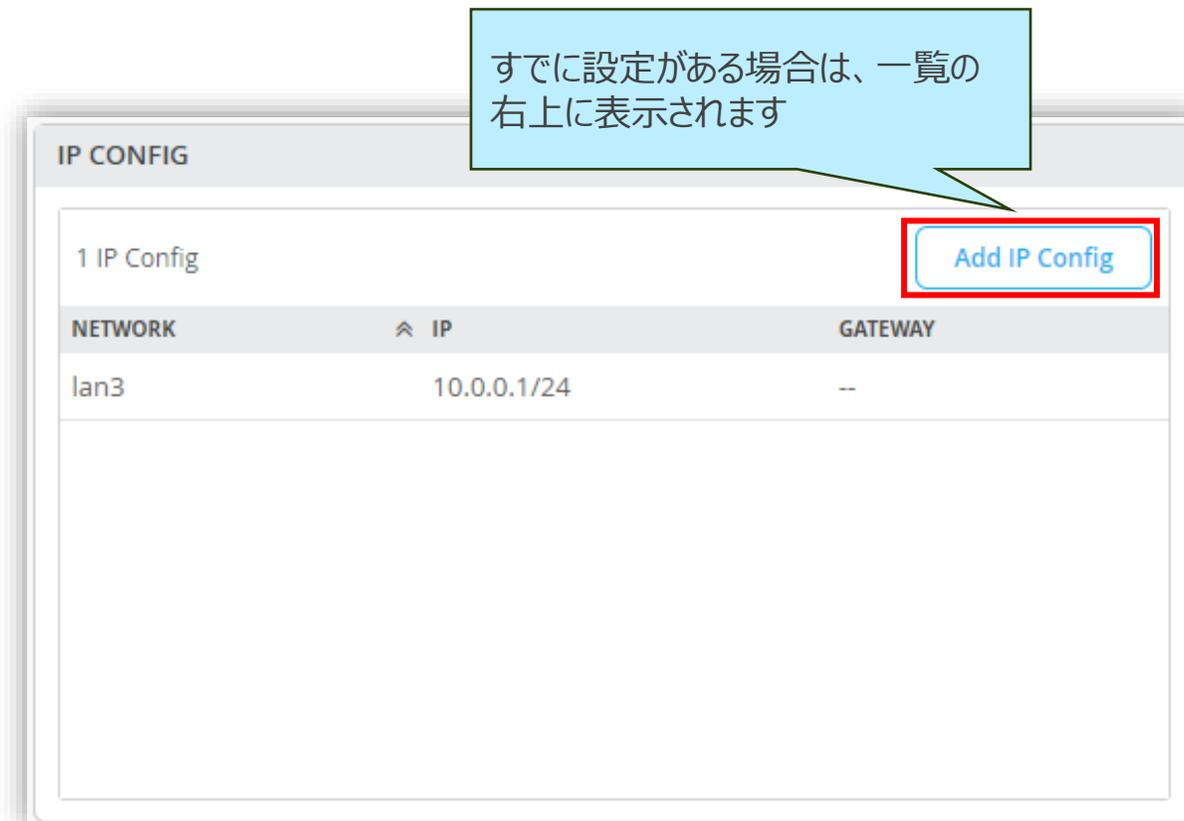 すでに設定がある場合は、一覧の
右上に表示されます
IP CONFIG
1 IP Config
Add IP Config
NETWORK IP GATEWAY
lan3 10.0.0.1/24 --